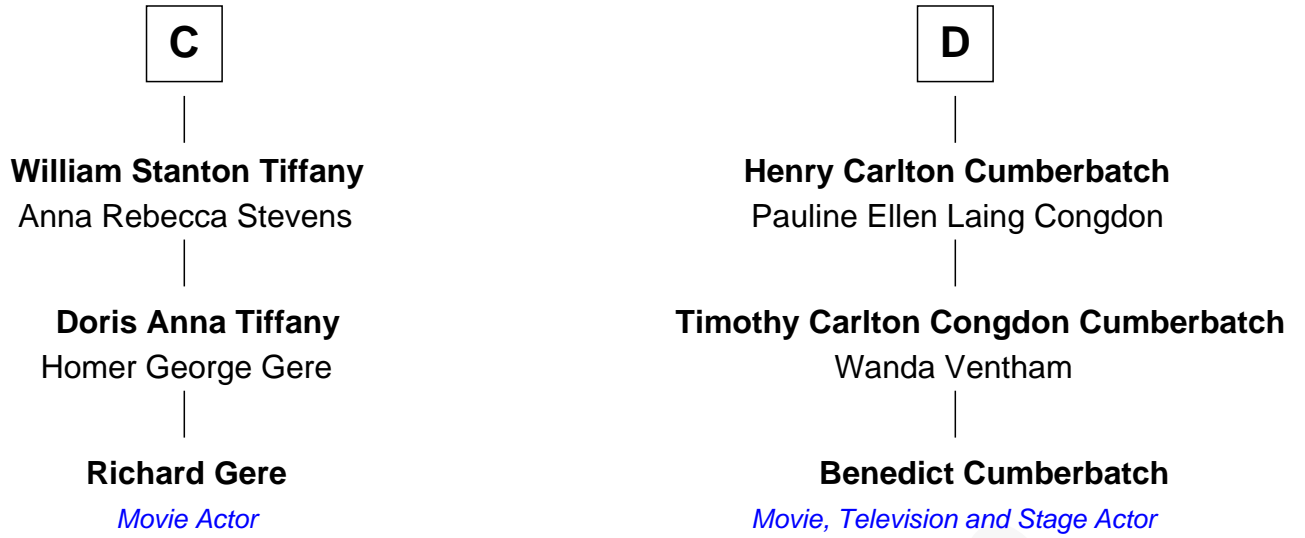 C
D
William Stanton Tiffany
Anna Rebecca Stevens
Henry Carlton Cumberbatch
Pauline Ellen Laing Congdon
Doris Anna Tiffany
Homer George Gere
Timothy Carlton Congdon Cumberbatch
Wanda Ventham
Richard Gere
Movie Actor
Benedict Cumberbatch
Movie, Television and Stage Actor